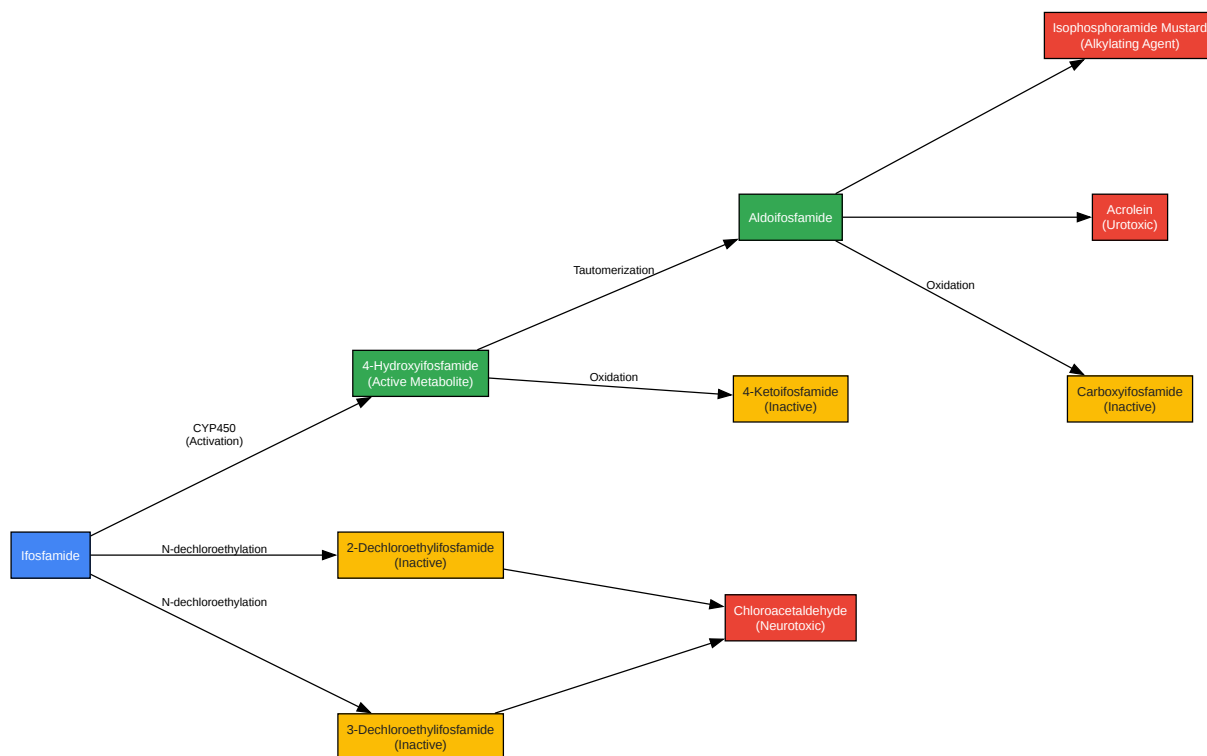 Isophosphoramide Mustard
(Alkylating Agent)
Aldoifosfamide
Acrolein
(Urotoxic)
Tautomerization
Oxidation
4-Hydroxyifosfamide
(Active Metabolite)
Oxidation
4-Ketoifosfamide
(Inactive)
Carboxyifosfamide
(Inactive)
CYP450
(Activation)
Ifosfamide
N-dechloroethylation
2-Dechloroethylifosfamide
(Inactive)
N-dechloroethylation
Chloroacetaldehyde
(Neurotoxic)
3-Dechloroethylifosfamide
(Inactive)